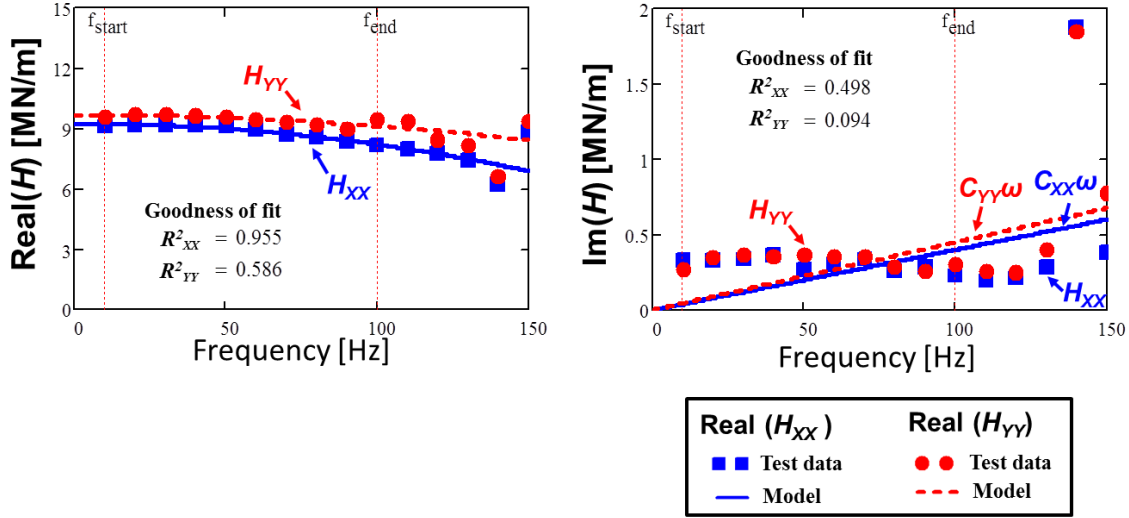 15
12
9
6
3
0
Real(H) [MN/m]
f_start
f_end
H_YY
H_XX
Goodness of fit
R²_XX = 0.955
R²_YY = 0.586
0
50
100
150
Frequency [Hz]
2
1.5
1
0.5
0
Im(H) [MN/m]
f_start
f_end
Goodness of fit
R²_XX = 0.498
R²_YY = 0.094
C_YYω
C_XXω
H_YY
H_XX
0
50
100
150
Frequency [Hz]
Real (H_XX) Real (H_YY)
Test data Test data
Model Model